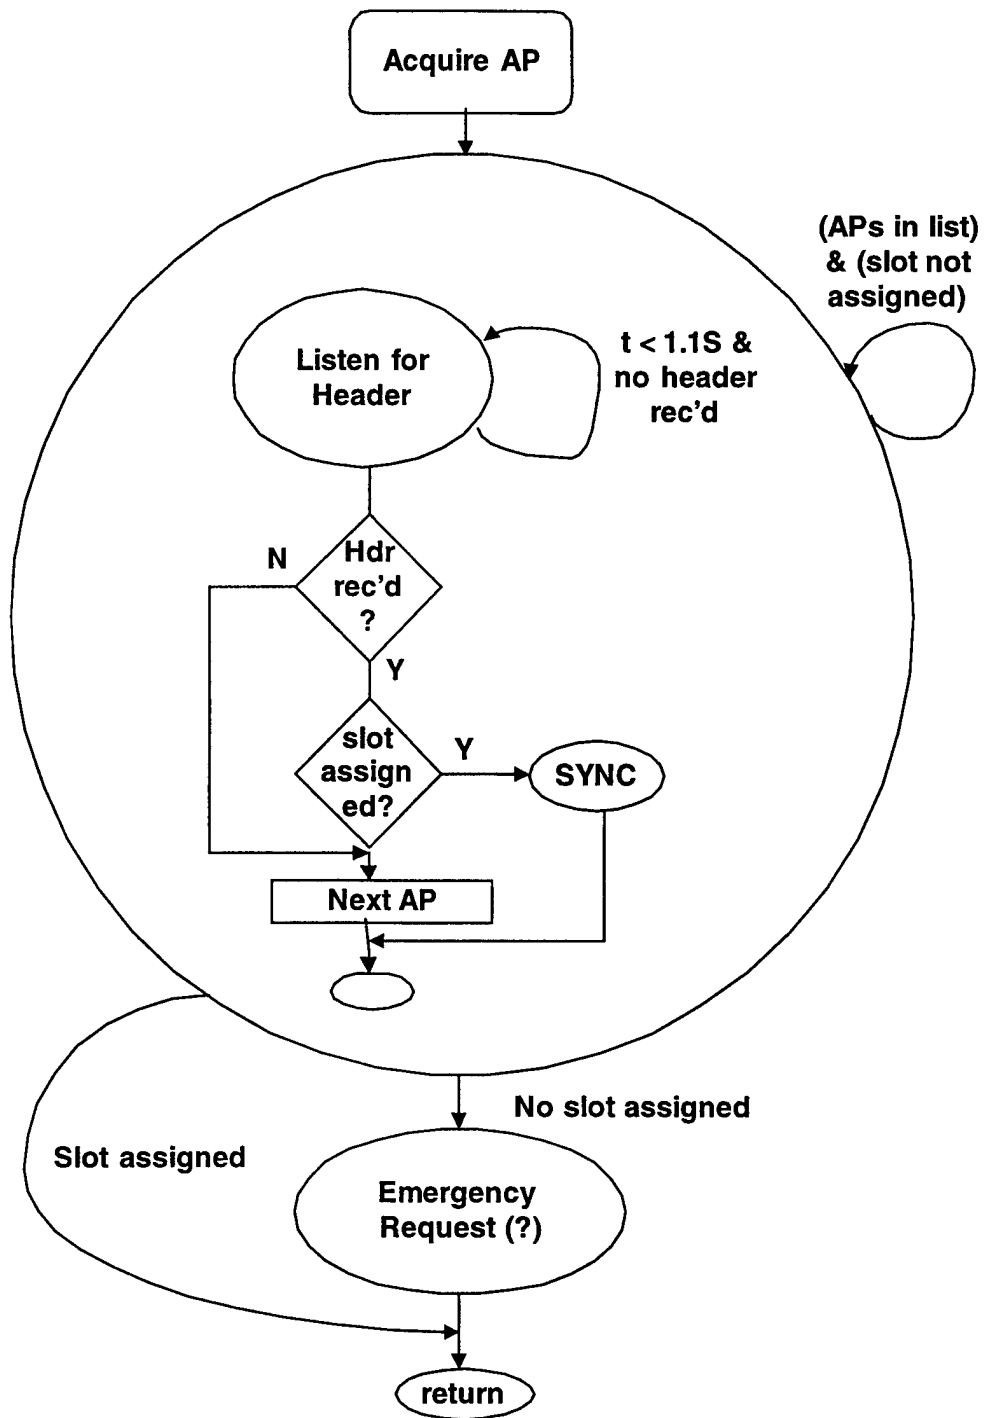 Acquire AP
(APs in list)
& (slot not
assigned)
Listen for
Header
t < 1.1S &
no header
rec'd
N
Hdr
rec'd
?
Y
slot
assign
ed?
Y
SYNC
Next AP
No slot assigned
Slot assigned
Emergency
Request (?)
return